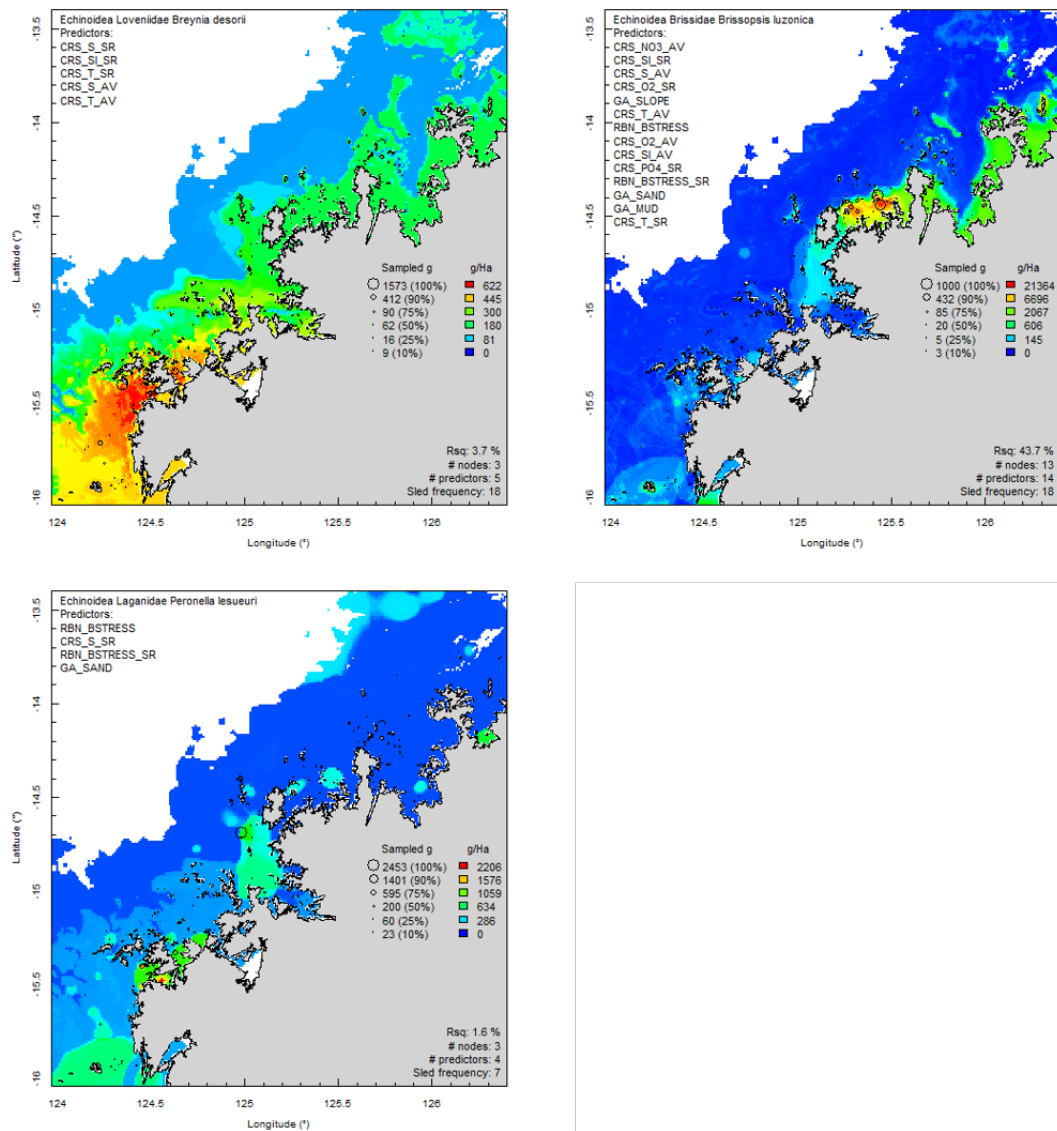 Echinoidea Loveniidae Breynia desorii
Predictors:
CRS_S_SR
CRS_SI_SR
CRS_T_SR
CRS_S_AV
CRS_T_AV
-13.5
-14
-14.5
-15
-15.5
-16
Latitude (°)
Sampled g g/Ha
1573 (100%) 622
412 (90%) 445
90 (75%) 300
62 (50%) 180
16 (25%) 81
9 (10%) 0
Rsq: 3.7 %
# nodes: 3
# predictors: 5
Sled frequency: 18
124 124.5 125 125.5 126
Longitude (°)
Echinoidea Brissidae Brissopsis luzonica
Predictors:
CRS_NO3_AV
CRS_SI_SR
CRS_S_AV
CRS_O2_SR
GA_SLOPE
CRS_T_AV
RBN_BSTRESS
CRS_O2_AV
CRS_SI_AV
CRS_PO4_SR
RBN_BSTRESS_SR
GA_SAND
GA_MUD
CRS_T_SR
-13.5
-14
-14.5
-15
-15.5
-16
Sampled g g/Ha
1000 (100%) 21364
432 (90%) 6696
85 (75%) 2067
20 (50%) 606
5 (25%) 145
3 (10%) 0
Rsq: 43.7 %
# nodes: 13
# predictors: 14
Sled frequency: 18
124 124.5 125 125.5 126
Longitude (°)
Echinoidea Laganidae Peronella lesueuri
Predictors:
RBN_BSTRESS
CRS_S_SR
RBN_BSTRESS_SR
GA_SAND
-13.5
-14
-14.5
-15
-15.5
-16
Latitude (°)
Sampled g g/Ha
2453 (100%) 2206
1401 (90%) 1576
595 (75%) 1059
200 (50%) 634
60 (25%) 286
23 (10%) 0
Rsq: 1.6 %
# nodes: 3
# predictors: 4
Sled frequency: 7
124 124.5 125 125.5 126
Longitude (°)